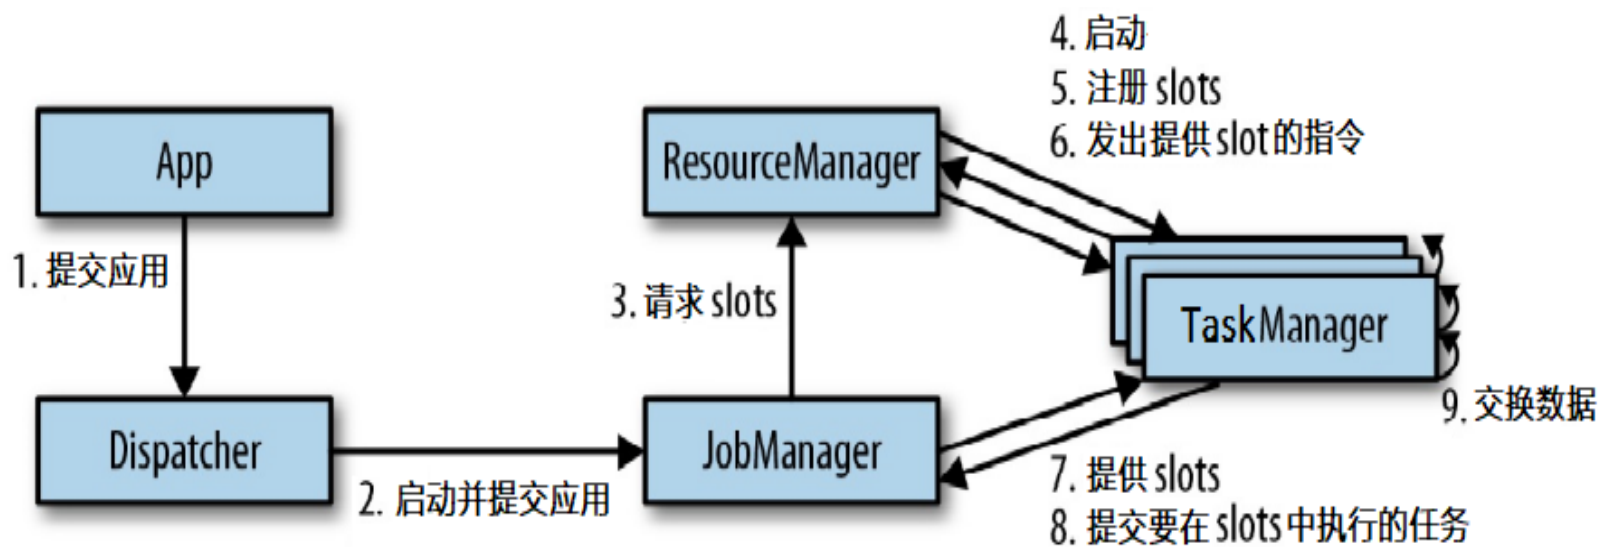 4. 启动
5. 注册 slots
6. 发出提供 slot 的指令
App
ResourceManager
1. 提交应用
3. 请求 slots
TaskManager
9. 交换数据
Dispatcher
JobManager
2. 启动并提交应用
7. 提供 slots
8. 提交要在 slots 中执行的任务